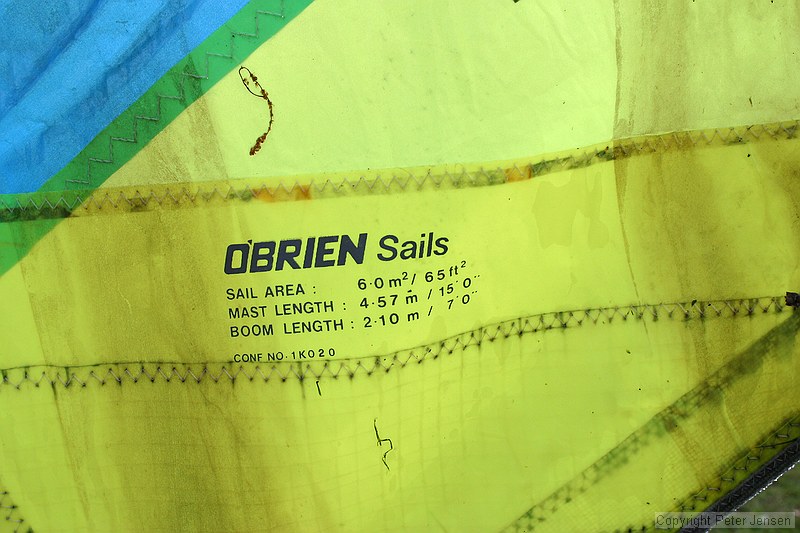 O'BRIEN Sails
SAIL AREA : 6·0 m²/ 65 ft²
MAST LENGTH : 4·57 m / 15' 0"
BOOM LENGTH : 2·10 m / 7' 0"
CONF NO· 1K020
Copyright Peter Jensen